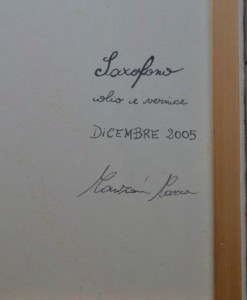 Saxofono
olio e vernice
DICEMBRE 2005